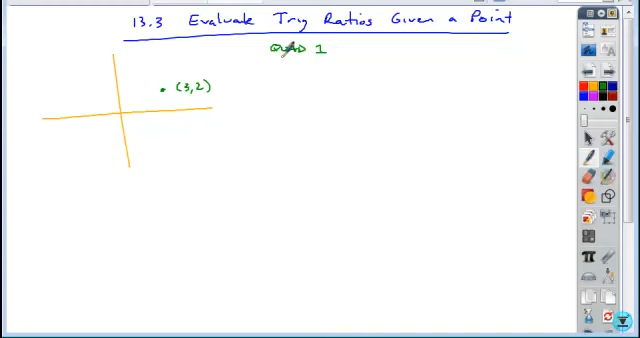 13.3 Evaluate Trig Ratios Given a Point
QUAD 1
(3,2)